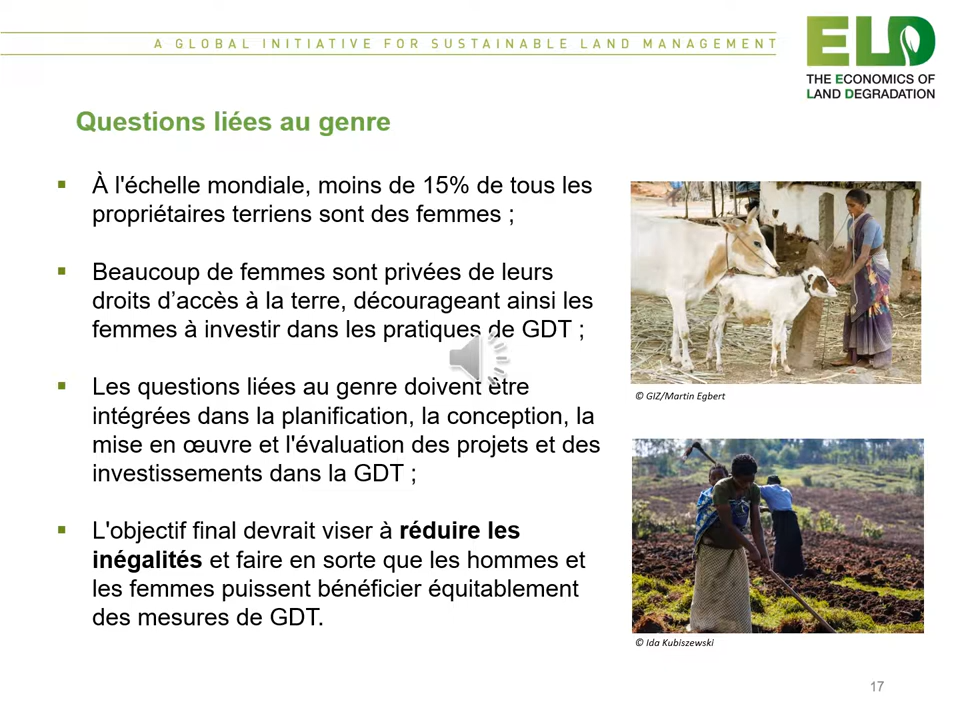 A GLOBAL INITIATIVE FOR SUSTAINABLE LAND MANAGEMENT
ELD
THE ECONOMICS OF
LAND DEGRADATION
Questions liées au genre
À l'échelle mondiale, moins de 15% de tous les
propriétaires terriens sont des femmes ;
Beaucoup de femmes sont privées de leurs
droits d’accès à la terre, décourageant ainsi les
femmes à investir dans les pratiques de GDT ;
Les questions liées au genre doivent être
intégrées dans la planification, la conception, la
mise en œuvre et l'évaluation des projets et des
investissements dans la GDT ;
L'objectif final devrait viser à réduire les
inégalités et faire en sorte que les hommes et
les femmes puissent bénéficier équitablement
des mesures de GDT.
© GIZ/Martin Egbert
© Ida Kubiszewski
17